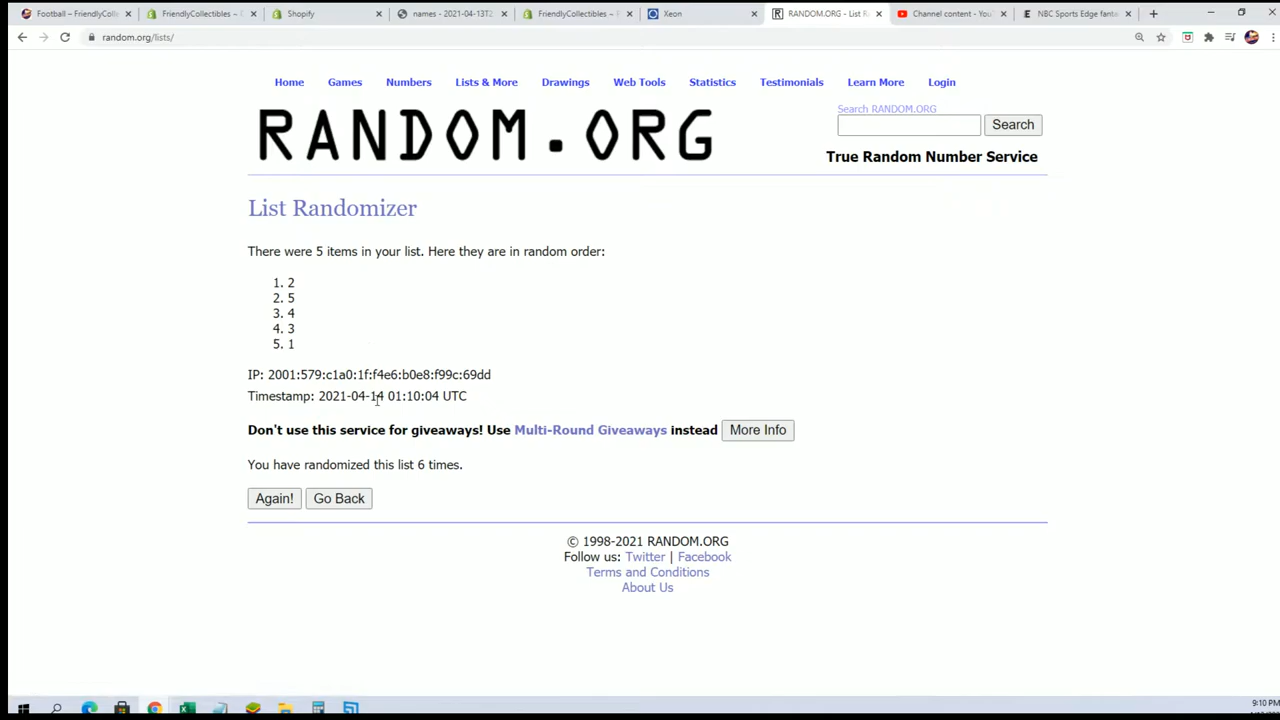 Football – FriendlyColle
FriendlyCollectibles ~
Shopify
names - 2021-04-13T2
FriendlyCollectibles ~
Xeon
RANDOM.ORG - List R
Channel content - You
NBC Sports Edge fanta
random.org/lists/
Home Games Numbers Lists & More Drawings Web Tools Statistics Testimonials Learn More Login
Search RANDOM.ORG
RANDOM.ORG
Search
True Random Number Service
List Randomizer
There were 5 items in your list. Here they are in random order:
1. 2
2. 5
3. 4
4. 3
5. 1
IP: 2001:579:c1a0:1f:f4e6:b0e8:f99c:69dd
Timestamp: 2021-04-14 01:10:04 UTC
Don't use this service for giveaways! Use Multi-Round Giveaways instead More Info
You have randomized this list 6 times.
Again! Go Back
© 1998-2021 RANDOM.ORG
Follow us: Twitter | Facebook
Terms and Conditions
About Us
9:10 PM